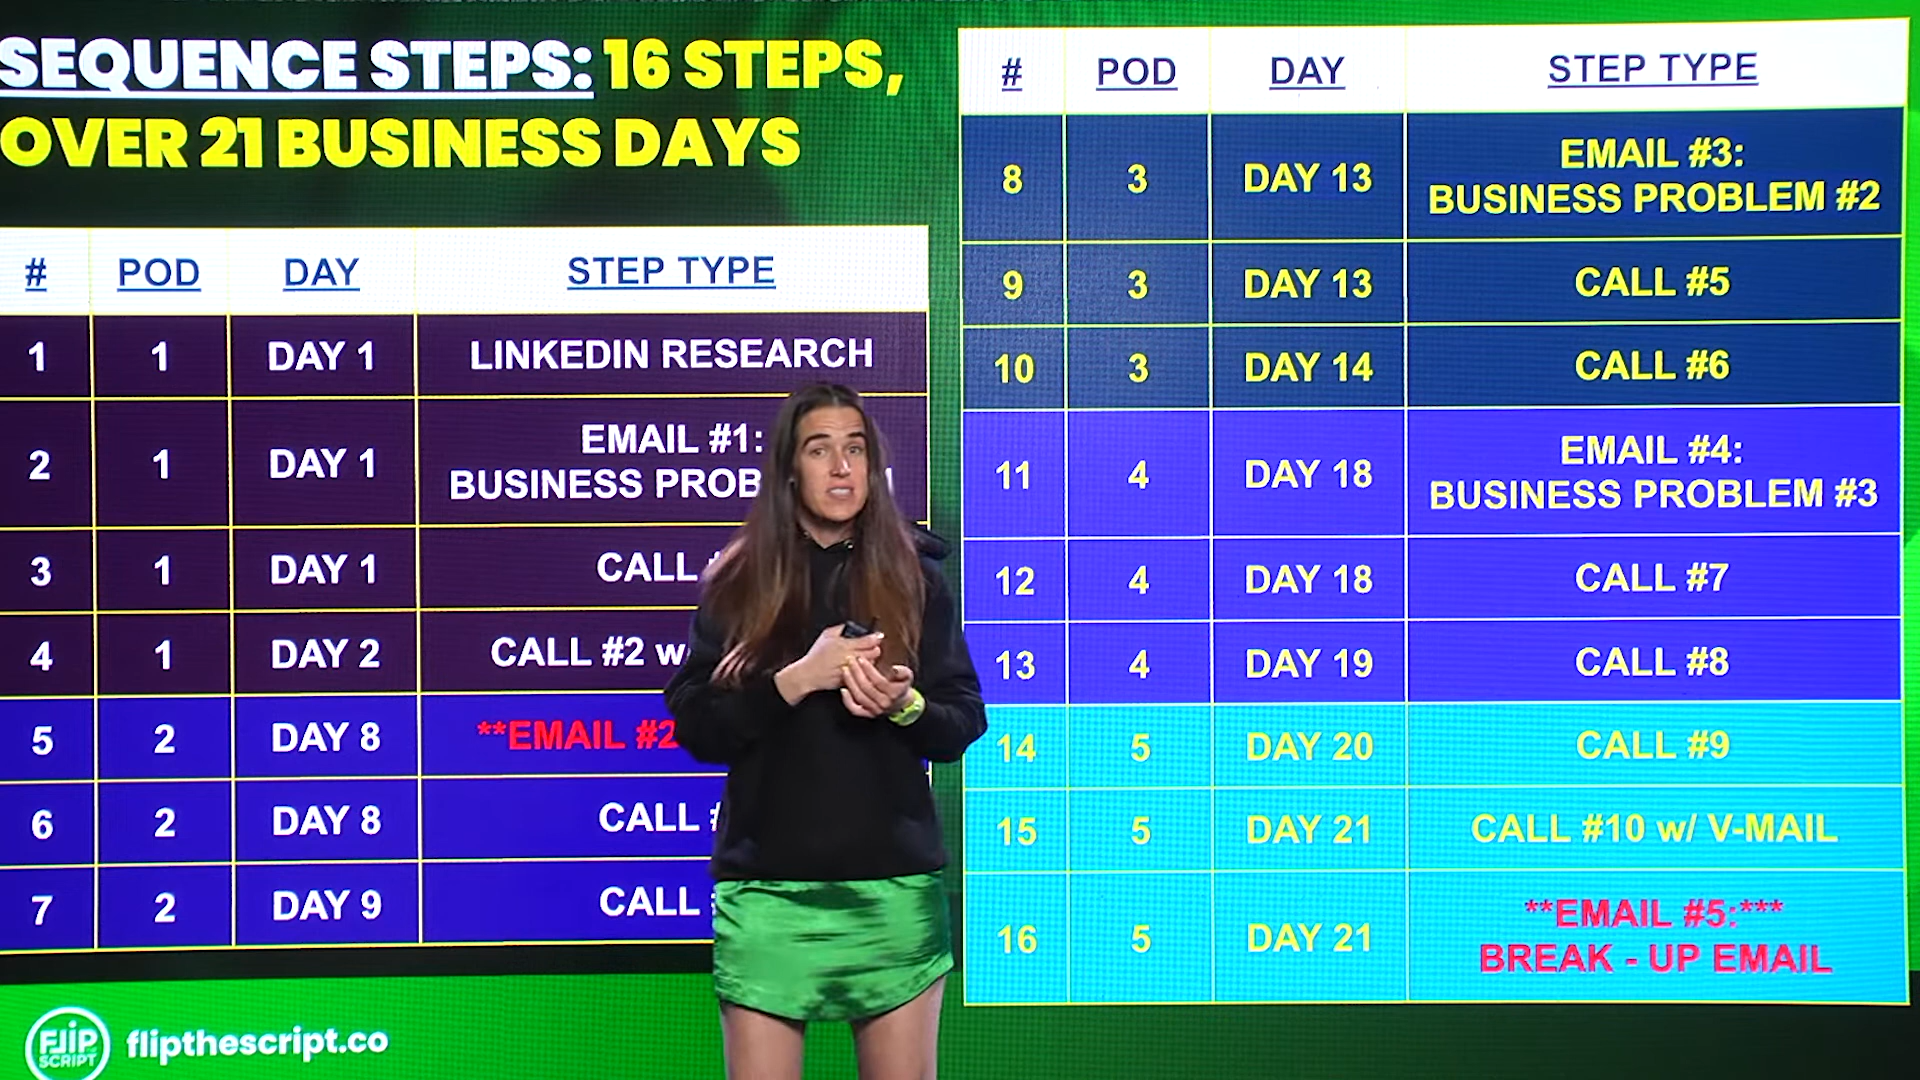 SEQUENCE STEPS: 16 STEPS,
OVER 21 BUSINESS DAYS
# POD DAY STEP TYPE
1 1 DAY 1 LINKEDIN RESEARCH
2 1 DAY 1 EMAIL #1:
BUSINESS PROB
3 1 DAY 1 CALL
4 1 DAY 2 CALL #2 w/
5 2 DAY 8 **EMAIL #2
6 2 DAY 8 CALL #
7 2 DAY 9 CALL
# POD DAY STEP TYPE
8 3 DAY 13 EMAIL #3:
BUSINESS PROBLEM #2
9 3 DAY 13 CALL #5
10 3 DAY 14 CALL #6
11 4 DAY 18 EMAIL #4:
BUSINESS PROBLEM #3
12 4 DAY 18 CALL #7
13 4 DAY 19 CALL #8
14 5 DAY 20 CALL #9
15 5 DAY 21 CALL #10 w/ V-MAIL
16 5 DAY 21 **EMAIL #5:***
BREAK - UP EMAIL
FLIP
SCRIPT
flipthescript.co